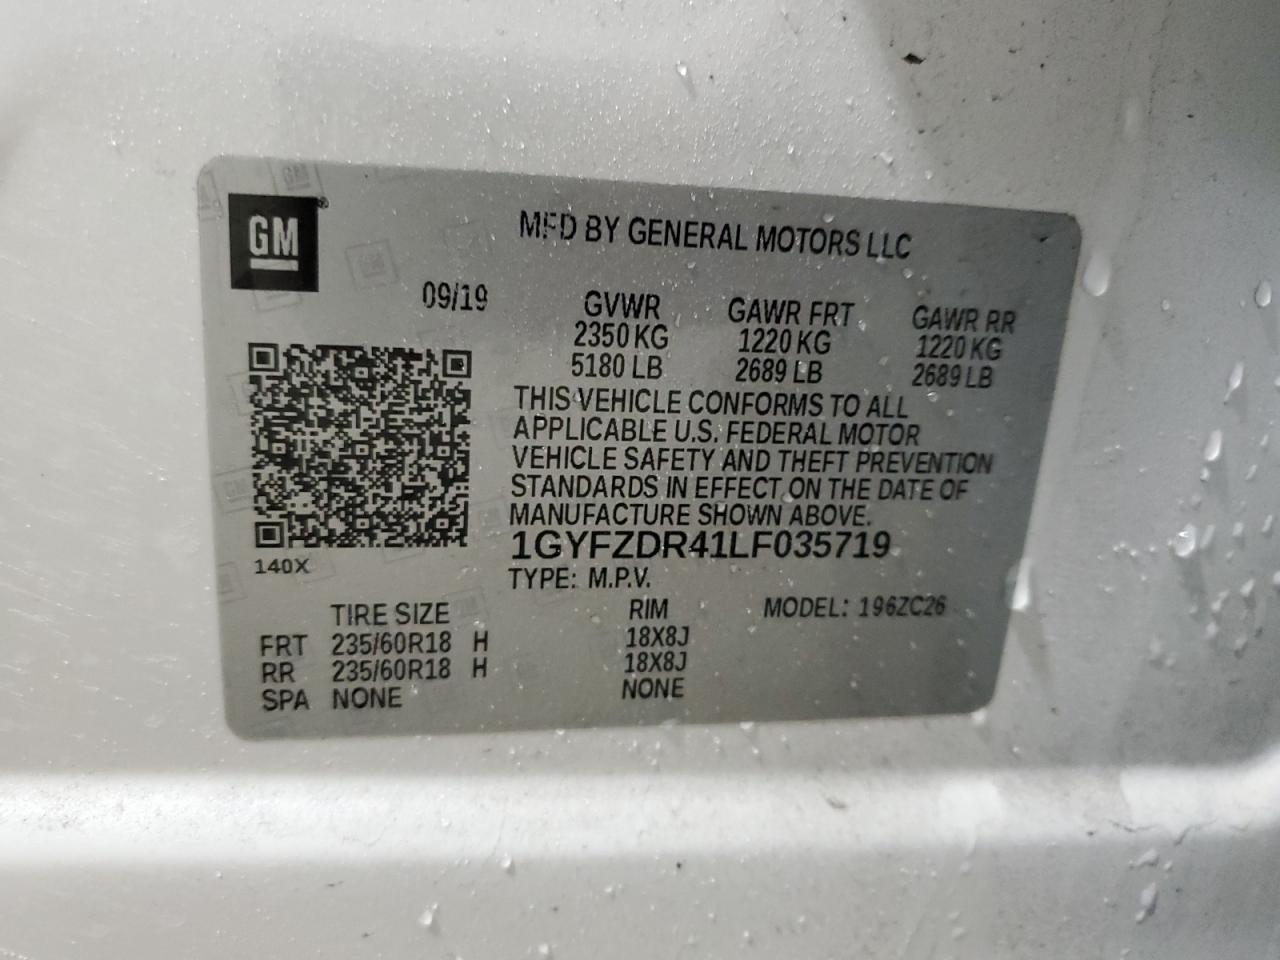 GM®
MFD BY GENERAL MOTORS LLC
09/19
GVWR GAWR FRT GAWR RR
2350 KG 1220 KG 1220 KG
5180 LB 2689 LB 2689 LB
THIS VEHICLE CONFORMS TO ALL
APPLICABLE U.S. FEDERAL MOTOR
VEHICLE SAFETY AND THEFT PREVENTION
STANDARDS IN EFFECT ON THE DATE OF
MANUFACTURE SHOWN ABOVE.
1GYFZDR41LF035719
140X
TYPE: M.P.V.
TIRE SIZE RIM MODEL: 196ZC26
FRT 235/60R18 H 18X8J
RR 235/60R18 H 18X8J
SPA NONE NONE